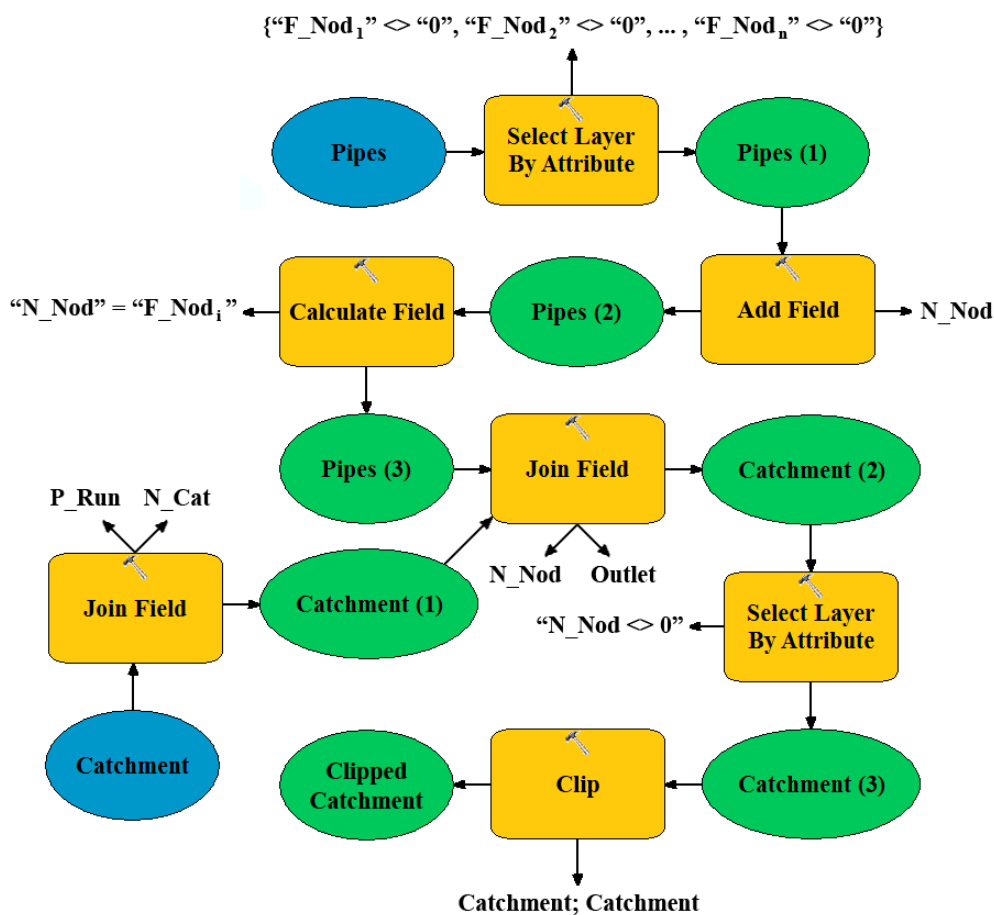 {“F_Nod₁” <> “0”, “F_Nod₂” <> “0”, ... , “F_Nodₙ” <> “0”}
Pipes
Select Layer
By Attribute
Pipes (1)
“N_Nod” = “F_Nodᵢ”
Calculate Field
Pipes (2)
Add Field
N_Nod
Pipes (3)
Join Field
Catchment (2)
P_Run
N_Cat
Join Field
Catchment (1)
N_Nod
Outlet
“N_Nod <> 0”
Select Layer
By Attribute
Catchment
Clipped
Catchment
Clip
Catchment (3)
Catchment; Catchment